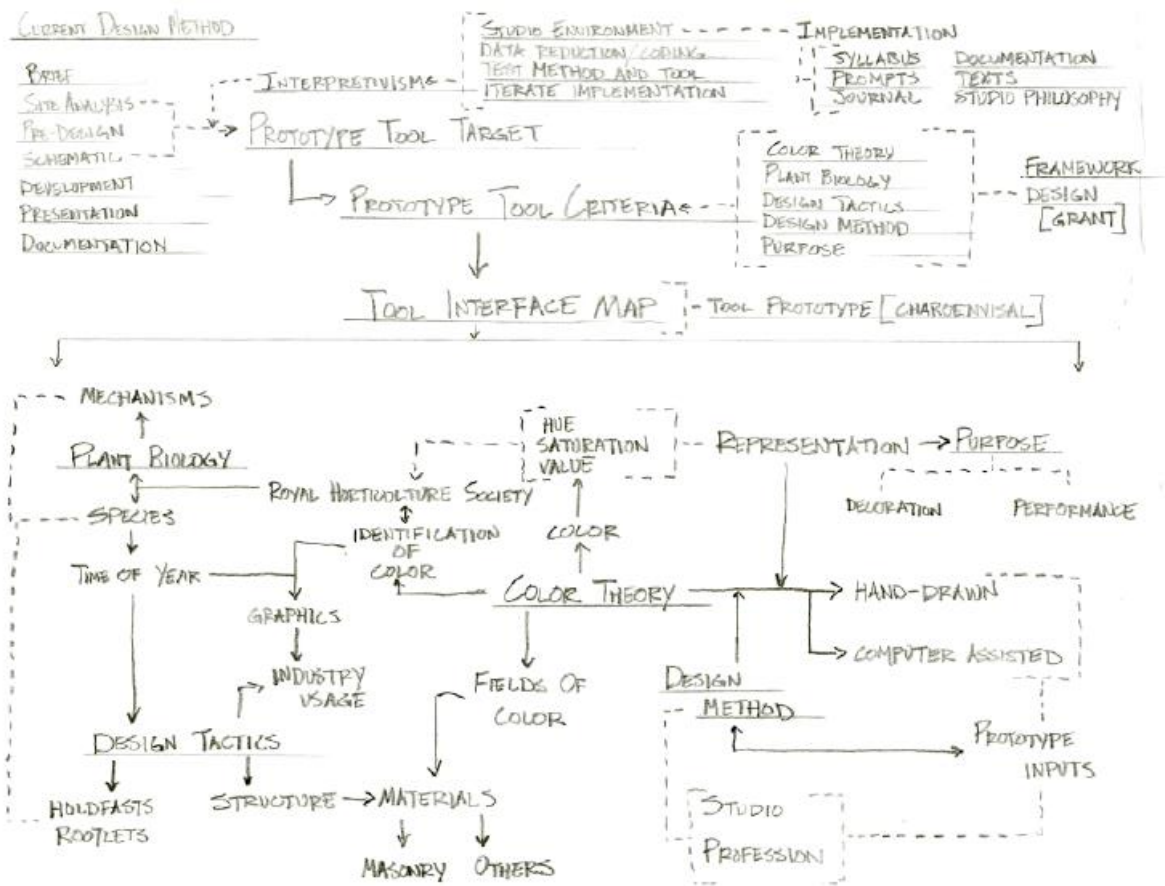 CURRENT DESIGN METHOD
BRIEF
SITE ANALYSIS
PRE-DESIGN
SCHEMATIC
DEVELOPMENT
PRESENTATION
DOCUMENTATION
INTERPRETIVISM
STUDIO ENVIRONMENT
DATA REDUCTION/CODING
TEST METHOD AND TOOL
ITERATE IMPLEMENTATION
IMPLEMENTATION
SYLLABUS DOCUMENTATION
PROMPTS TEXTS
JOURNAL STUDIO PHILOSOPHY
PROTOTYPE TOOL TARGET
PROTOTYPE TOOL CRITERIA
COLOR THEORY
PLANT BIOLOGY
DESIGN TACTICS
DESIGN METHOD
PURPOSE
FRAMEWORK
DESIGN
[GRANT]
TOOL INTERFACE MAP
TOOL PROTOTYPE [CHAROENVISAL]
MECHANISMS
PLANT BIOLOGY
SPECIES
TIME OF YEAR
ROYAL HORTICULTURE SOCIETY
IDENTIFICATION
OF
COLOR
GRAPHICS
INDUSTRY
USAGE
HUE
SATURATION
VALUE
COLOR
COLOR THEORY
REPRESENTATION
PURPOSE
DECORATION
PERFORMANCE
HAND-DRAWN
COMPUTER ASSISTED
FIELDS OF
COLOR
DESIGN
METHOD
PROTOTYPE
INPUTS
DESIGN TACTICS
HOLDFASTS
ROOTLETS
STRUCTURE
MATERIALS
MASONRY
OTHERS
STUDIO
PROFESSION